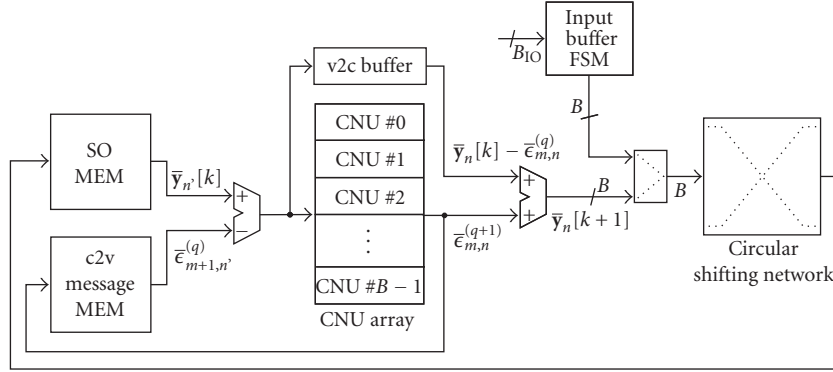 Input
buffer
FSM
B_IO
v2c buffer
B
CNU #0
CNU #1
CNU #2
⋮
CNU #B − 1
CNU array
SO
MEM
c2v
message
MEM
ȳ_n'[k]
+
−
ϵ̄_{m+1,n'}^{(q)}
ȳ_n[k] − ϵ̄_{m,n}^{(q)}
+
+
ϵ̄_{m,n}^{(q+1)}
B
ȳ_n[k + 1]
B
Circular
shifting network